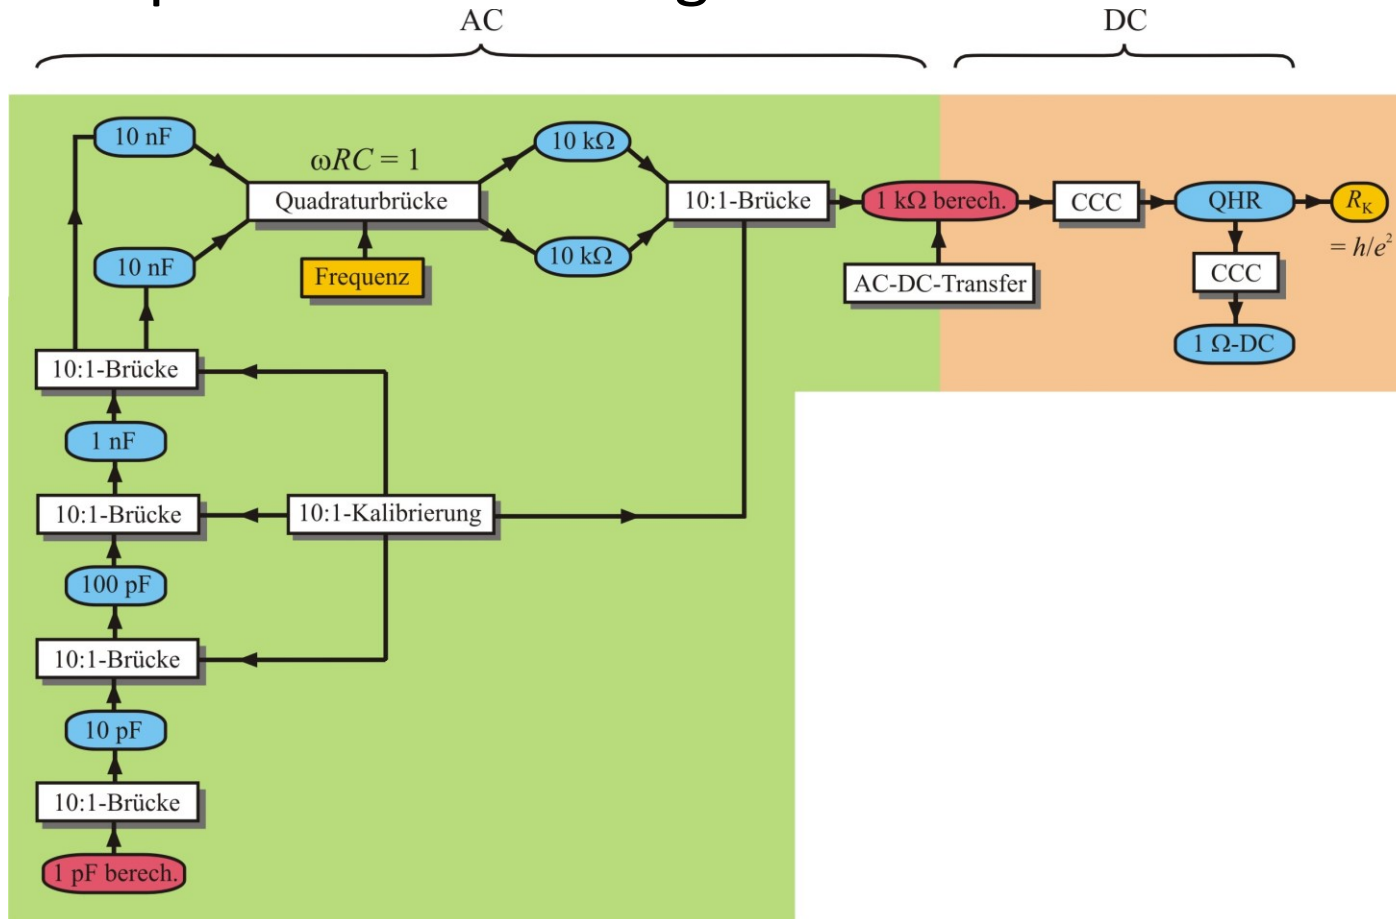 AC
DC
10 nF
10 kΩ
ωRC = 1
Quadraturbrücke
10:1-Brücke
1 kΩ berech.
CCC
QHR
R_K
= h/e²
10 nF
Frequenz
10 kΩ
AC-DC-Transfer
CCC
1 Ω-DC
10:1-Brücke
1 nF
10:1-Brücke
10:1-Kalibrierung
100 pF
10:1-Brücke
10 pF
10:1-Brücke
1 pF berech.